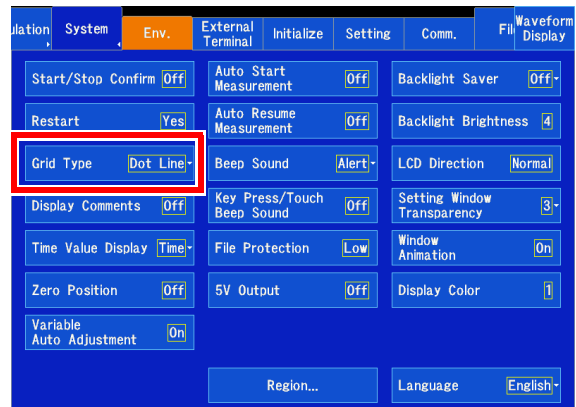 ulation
System
Env.
External
Terminal
Initialize
Setting
Comm.
Fil
Waveform
Display
Start/Stop Confirm Off
Auto Start
Measurement Off
Backlight Saver Off
Restart Yes
Auto Resume
Measurement Off
Backlight Brightness 4
Grid Type Dot Line
Beep Sound Alert
LCD Direction Normal
Display Comments Off
Key Press/Touch
Beep Sound Off
Setting Window
Transparency 3
Time Value Display Time
File Protection Low
Window
Animation On
Zero Position Off
5V Output Off
Display Color 1
Variable
Auto Adjustment On
Region...
Language English